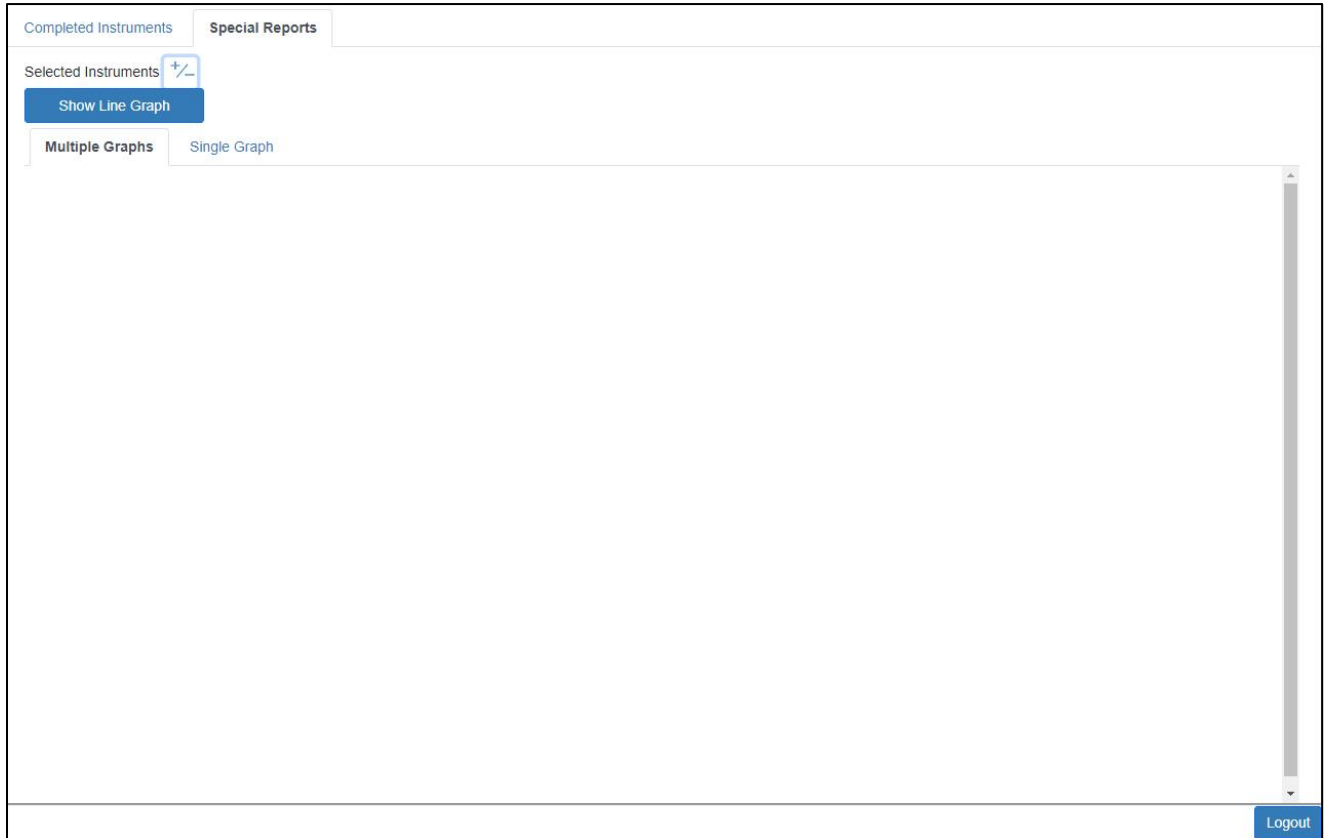 Completed Instruments Special Reports
Selected Instruments +/−
Show Line Graph
Multiple Graphs Single Graph
Logout